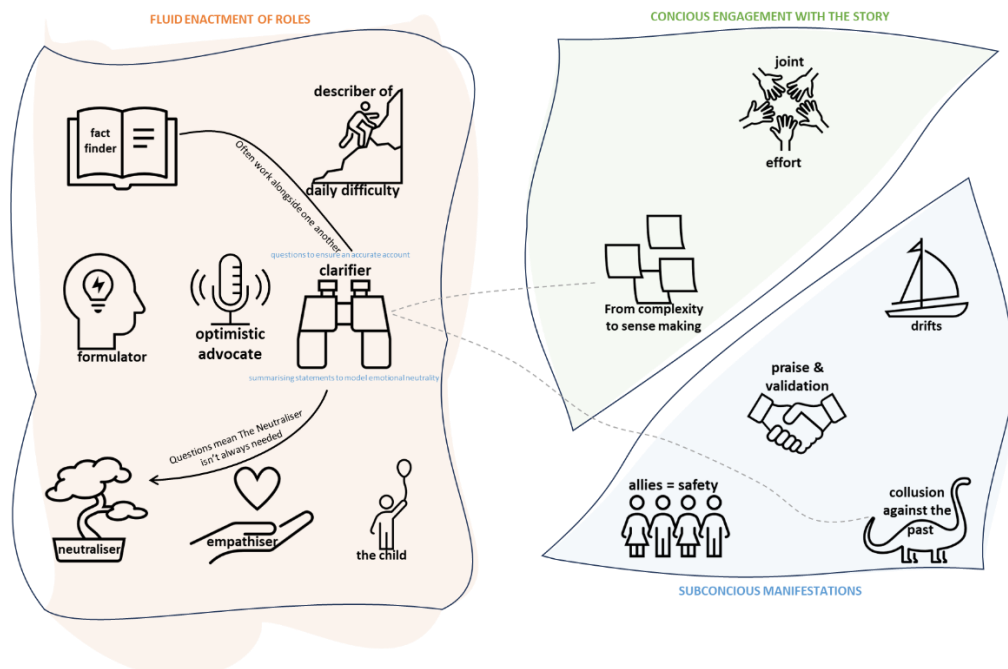 FLUID ENACTMENT OF ROLES
CONCIOUS ENGAGEMENT WITH THE STORY
fact
finder
describer of
daily difficulty
Often work alongside one another
questions to ensure an accurate account
clarifier
formulator
optimistic
advocate
summarising statements to model emotional neutrality
Questions mean The Neutraliser
isn't always needed
neutraliser
empathiser
the child
joint
effort
From complexity
to sense making
drifts
praise &
validation
allies = safety
collusion
against the
past
SUBCONCIOUS MANIFESTATIONS